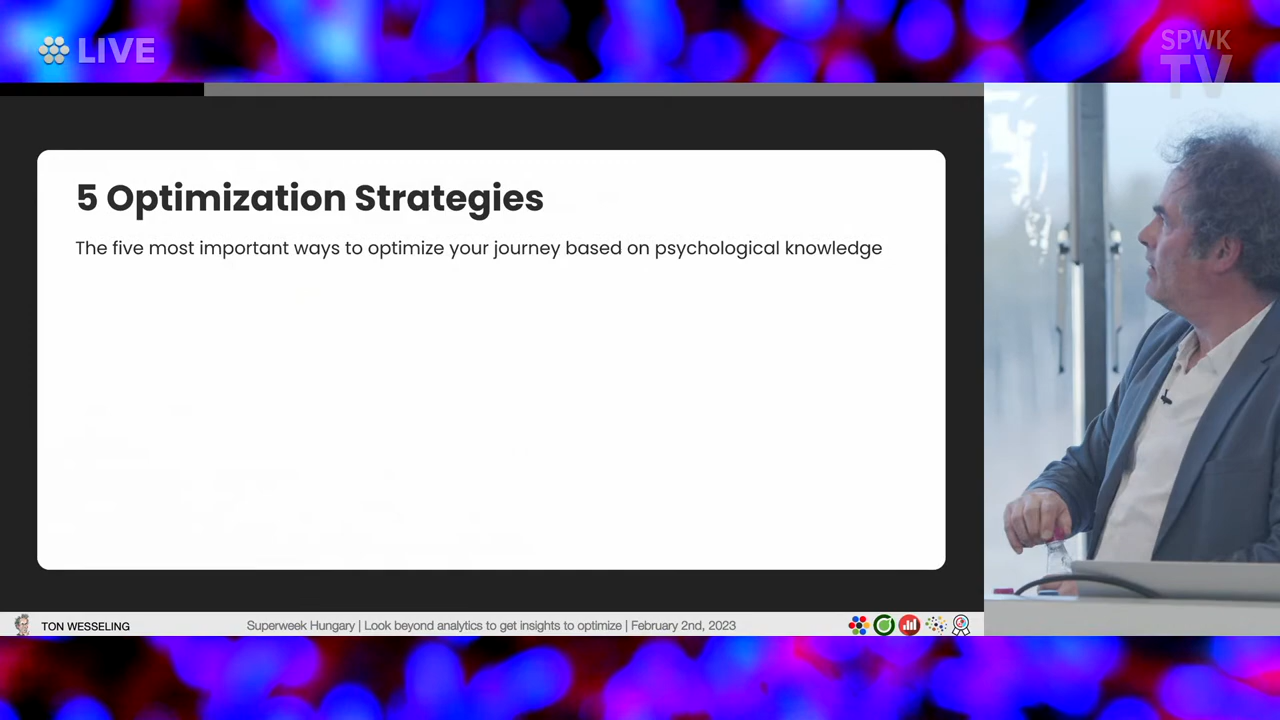 LIVE
SPWK
TV
5 Optimization Strategies
The five most important ways to optimize your journey based on psychological knowledge
TON WESSELING
Superweek Hungary | Look beyond analytics to get insights to optimize | February 2nd, 2023